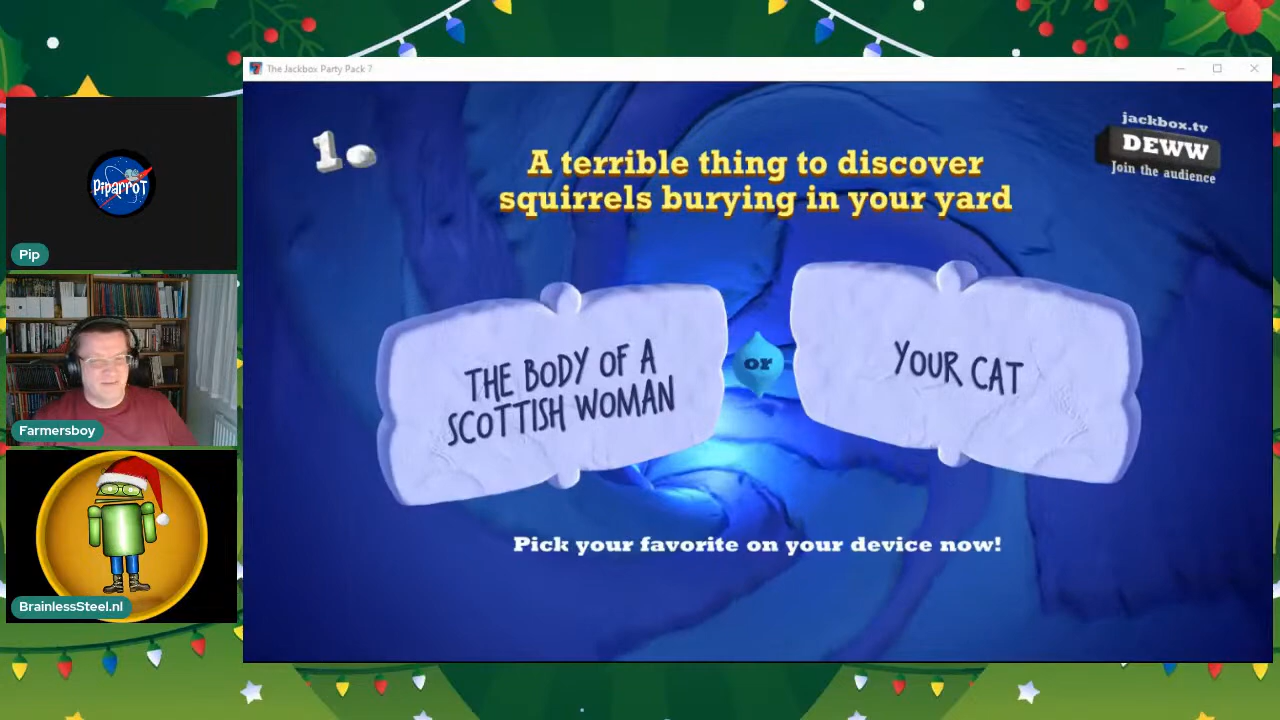 The Jackbox Party Pack 7
jackbox.tv
DEWW
Join the audience
10
A terrible thing to discover
squirrels burying in your yard
THE BODY OF A
SCOTTISH WOMAN
or
YOUR CAT
Pick your favorite on your device now!
PiparroT
Pip
Farmersboy
BrainlessSteel.nl